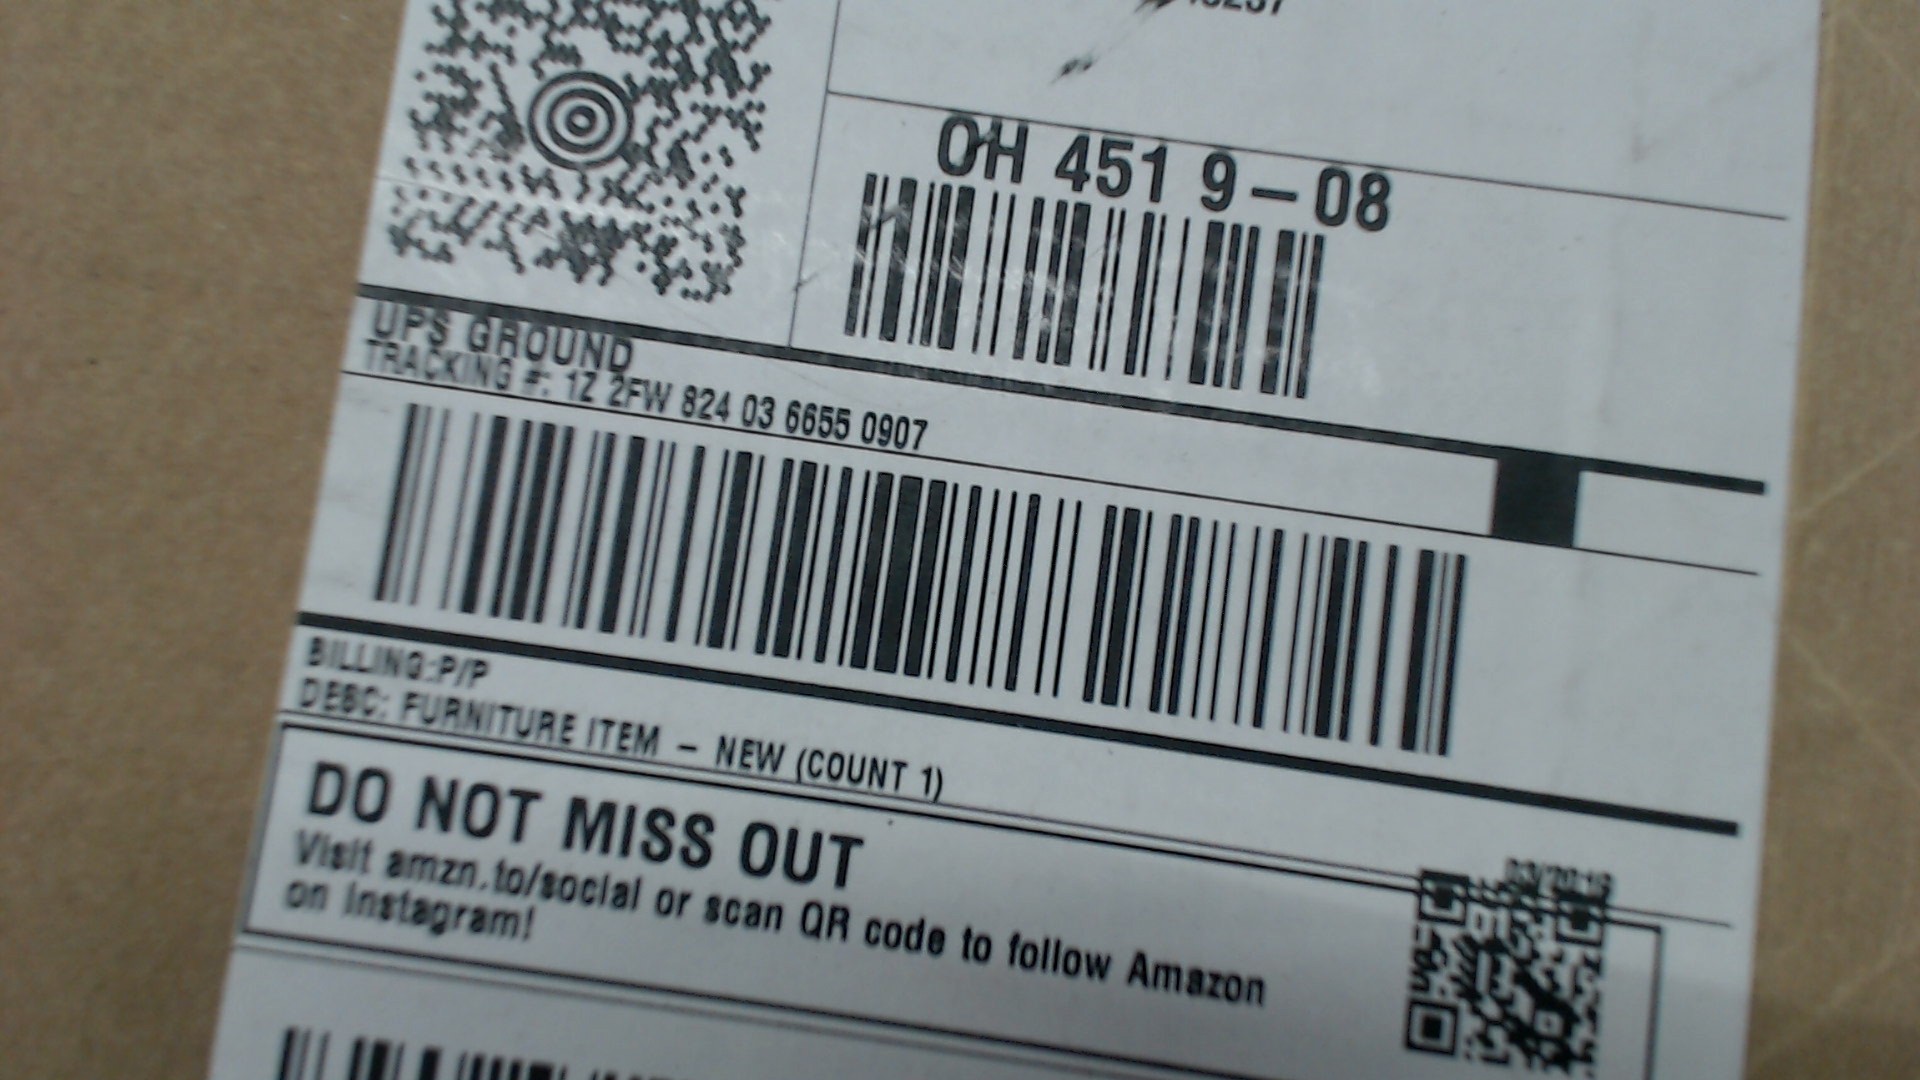 OH 451 9-08
UPS GROUND
TRACKING #: 1Z 2FW 824 03 6655 0907
BILLING:P/P
DESC: FURNITURE ITEM - NEW (COUNT 1)
DO NOT MISS OUT
Visit amzn.to/social or scan QR code to follow Amazon
on Instagram!